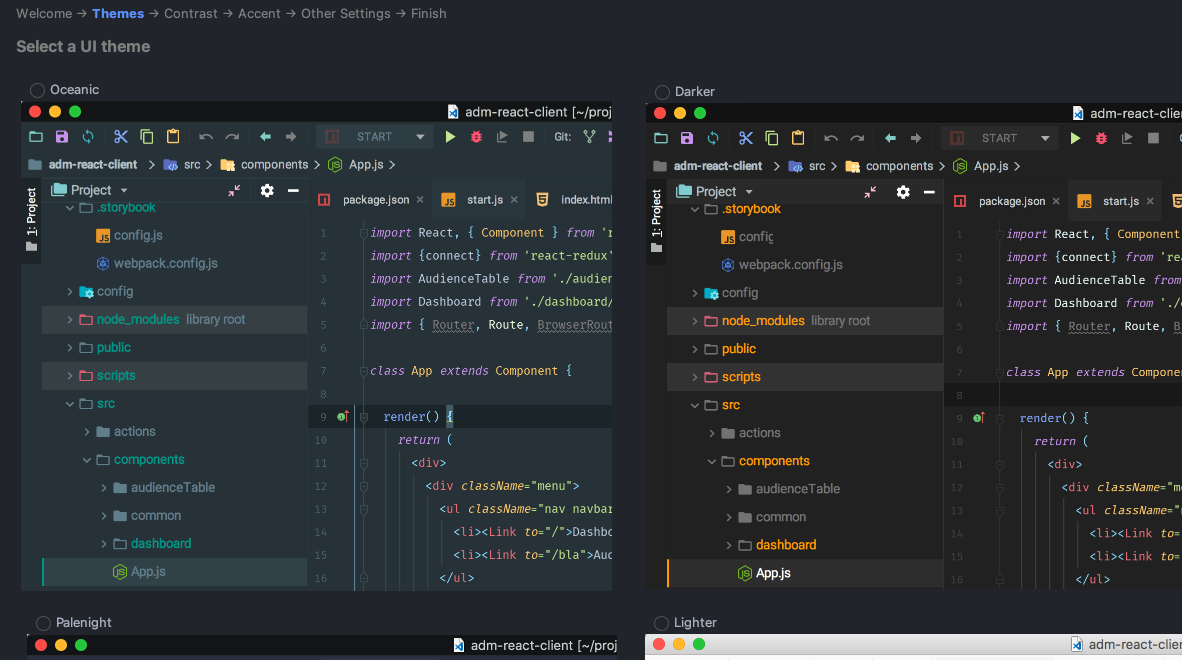 Welcome → Themes → Contrast → Accent → Other Settings → Finish
Select a UI theme
Oceanic
adm-react-client [~/proj
START
Git:
adm-react-client > src > components > App.js >
1: Project
Project
package.json
start.js
index.html
.storybook
config.js
webpack.config.js
config
node_modules library root
public
scripts
src
actions
components
audienceTable
common
dashboard
App.js
1 import React, { Component } from 'r
2 import {connect} from 'react-redux'
3 import AudienceTable from './audien
4 import Dashboard from './dashboard/
5 import { Router, Route, BrowserRout
6
7 class App extends Component {
8
9 render() {
10 return (
11 <div>
12 <div className="menu">
13 <ul className="nav navbar
14 <li><Link to="/">Dashbo
15 <li><Link to="/bla">Aud
16 </ul>
Darker
adm-react-clie
START
adm-react-client > src > components > App.js >
1: Project
Project
package.json
start.js
.storybook
config
webpack.config.js
config
node_modules library root
public
scripts
src
actions
components
audienceTable
common
dashboard
App.js
1 import React, { Component
2 import {connect} from 'rea
3 import AudienceTable from
4 import Dashboard from './d
5 import { Router, Route, B
6
7 class App extends Compone
8
9 render() {
10 return (
11 <div>
12 <div className="me
13 <ul className="n
14 <li><Link to=
15 <li><Link to=
16 </ul>
Palenight
adm-react-client [~/proj
Lighter
adm-react-clie